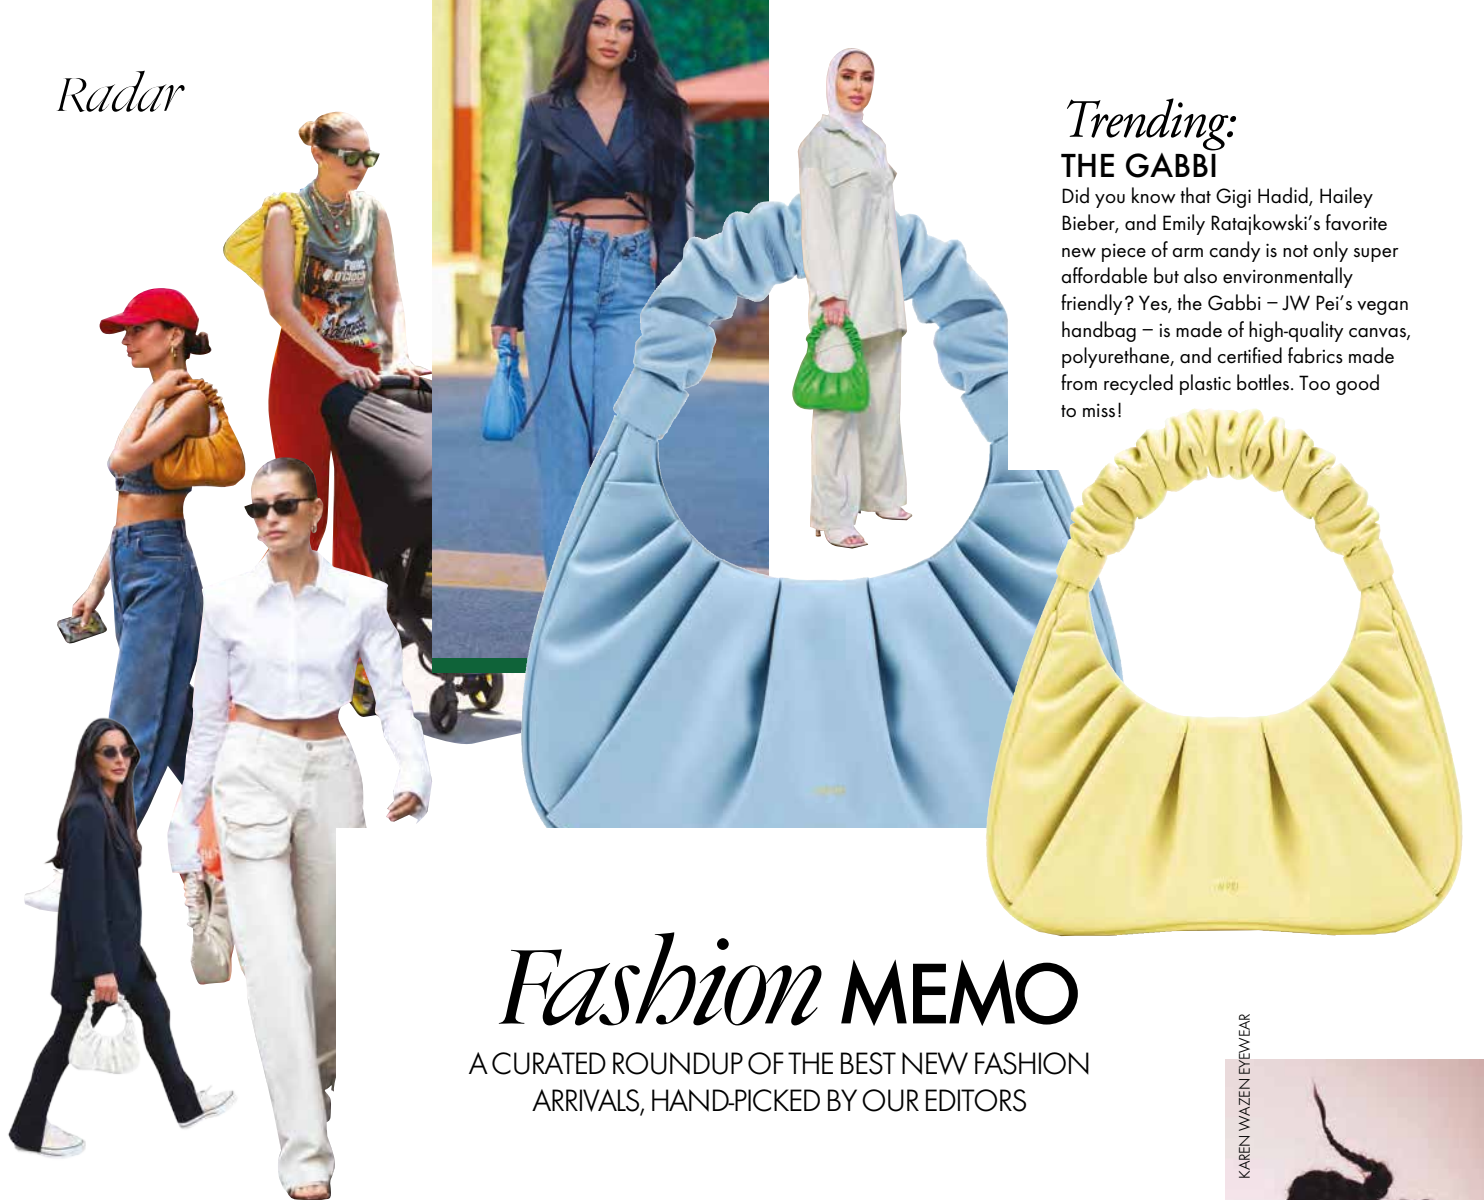 Radar
Trending:
THE GABBI
Did you know that Gigi Hadid, Hailey
Bieber, and Emily Ratajkowski’s favorite
new piece of arm candy is not only super
affordable but also environmentally
friendly? Yes, the Gabbi – JW Pei’s vegan
handbag – is made of high-quality canvas,
polyurethane, and certified fabrics made
from recycled plastic bottles. Too good
to miss!
Fashion MEMO
A CURATED ROUNDUP OF THE BEST NEW FASHION
ARRIVALS, HAND-PICKED BY OUR EDITORS
KAREN WAZEN EYEWEAR